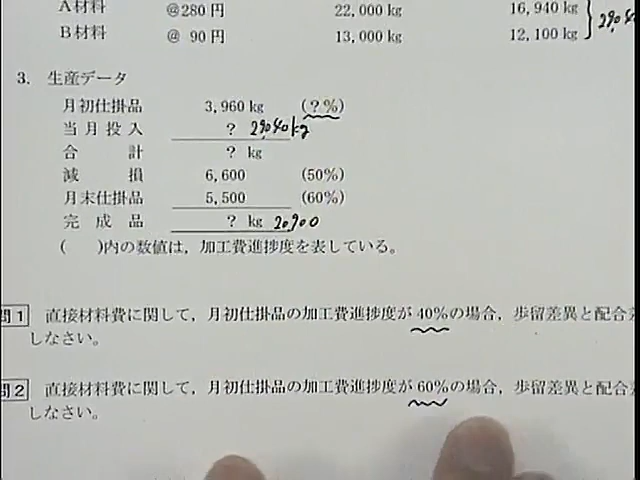 A材料 @280円 22,000 kg 16,940 kg
B材料 @ 90円 13,000 kg 12,100 kg
3. 生産データ
月初仕掛品 3,960 kg (?%)
当月投入 ? 29040kg
合計 ? kg
減損 6,600 (50%)
月末仕掛品 5,500 (60%)
完成品 ? kg 20,900
( )内の数値は，加工費進捗度を表している。
問1 直接材料費に関して，月初仕掛品の加工費進捗度が 40%の場合，歩留差異と配合
しなさい。
問2 直接材料費に関して，月初仕掛品の加工費進捗度が 60%の場合，歩留差異と配合
しなさい。